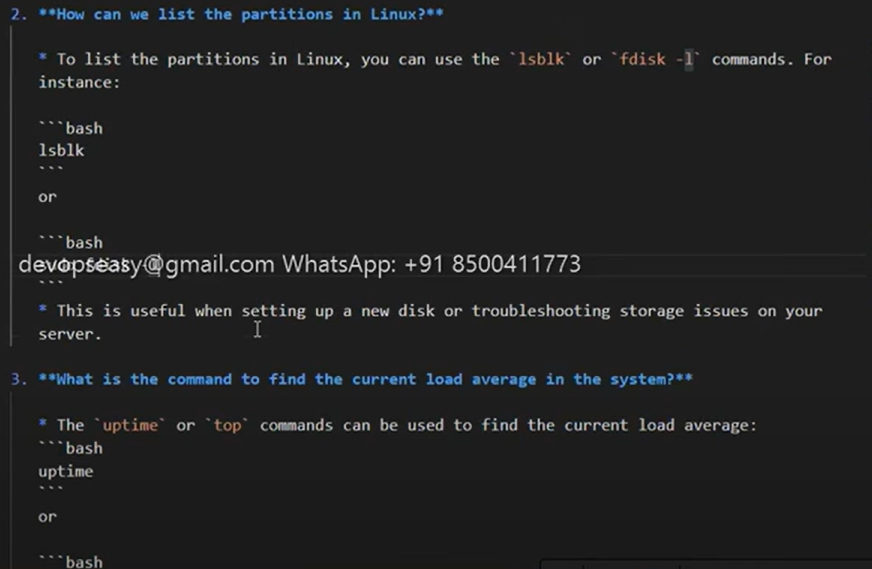 2. **How can we list the partitions in Linux?**
* To list the partitions in Linux, you can use the `lsblk` or `fdisk -l` commands. For
instance:
```bash
lsblk
```
or
```bash
devopseasy@gmail.com WhatsApp: +91 8500411773
```
* This is useful when setting up a new disk or troubleshooting storage issues on your
server.
3. **What is the command to find the current load average in the system?**
* The `uptime` or `top` commands can be used to find the current load average:
```bash
uptime
```
or
```bash